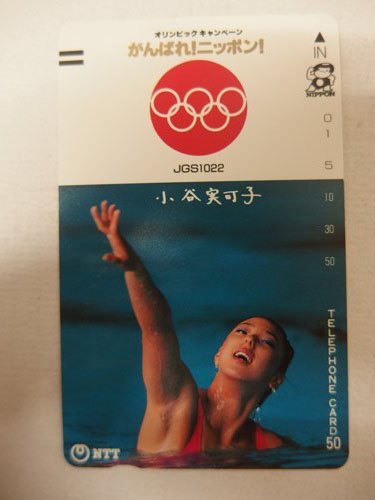 オリンピックキャンペーン
がんばれ!ニッポン!
IN
NIPPON
JGS1022
小谷実可子
0
1
5
10
30
50
TELEPHONE CARD 50
NTT